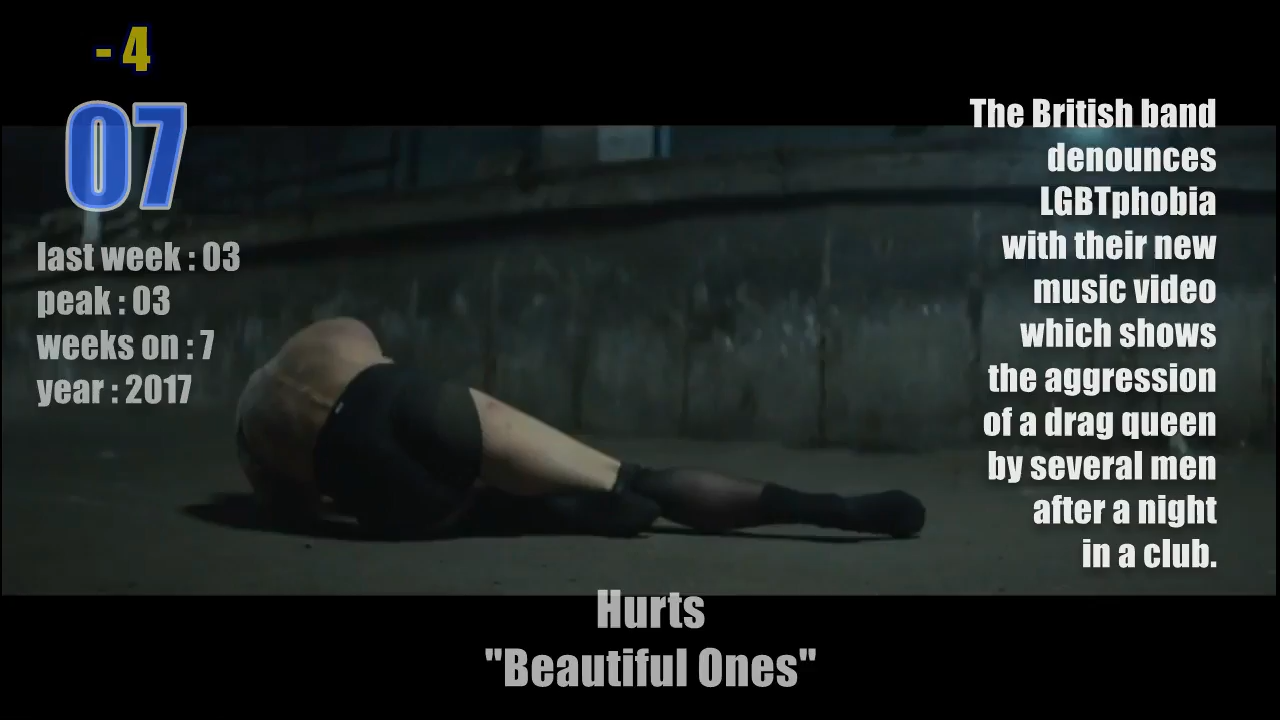 - 4
07
last week : 03
peak : 03
weeks on : 7
year : 2017
The British band
denounces
LGBTphobia
with their new
music video
which shows
the aggression
of a drag queen
by several men
after a night
in a club.
Hurts
"Beautiful Ones"